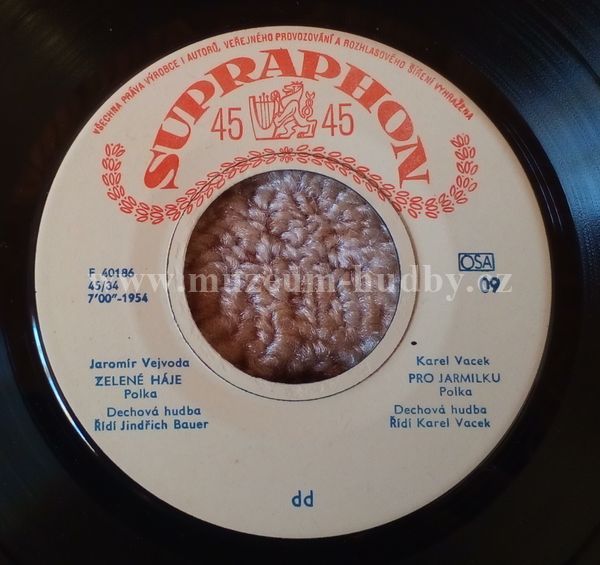 VŠECHNA PRÁVA VÝROBCE I AUTORŮ, VEŘEJNÉHO PROVOZOVÁNÍ A ROZHLASOVÉHO ŠÍŘENÍ VYHRAŽENA
SUPRAPHON
45 45
F 40186
45/34
7'00"-1954
OSA
09
www.muzeum-hudby.cz
Jaromír Vejvoda
ZELENÉ HÁJE
Polka
Dechová hudba
Řídí Jindřich Bauer
Karel Vacek
PRO JARMILKU
Polka
Dechová hudba
Řídí Karel Vacek
dd